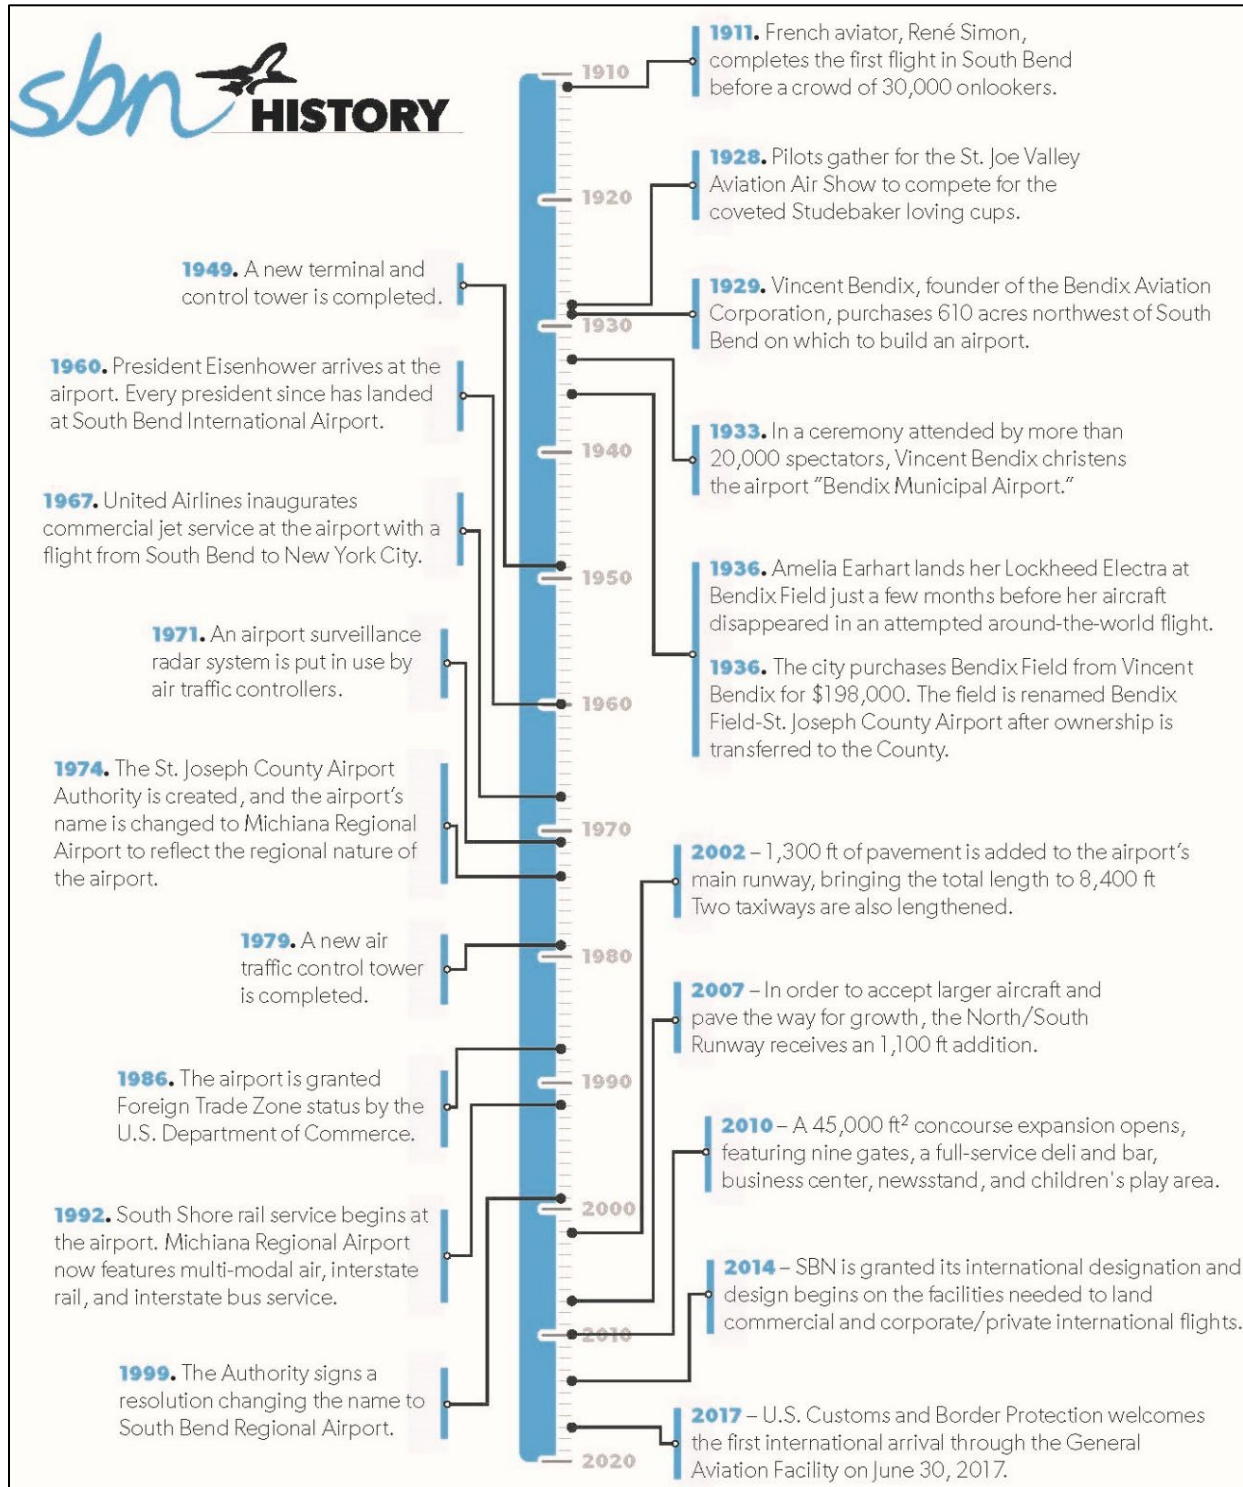 sbn HISTORY
1910
1920
1930
1940
1950
1960
1970
1980
1990
2000
2010
2020
1949. A new terminal and
control tower is completed.
1960. President Eisenhower arrives at the
airport. Every president since has landed
at South Bend International Airport.
1967. United Airlines inaugurates
commercial jet service at the airport with a
flight from South Bend to New York City.
1971. An airport surveillance
radar system is put in use by
air traffic controllers.
1974. The St. Joseph County Airport
Authority is created, and the airport's
name is changed to Michiana Regional
Airport to reflect the regional nature of
the airport.
1979. A new air
traffic control tower
is completed.
1986. The airport is granted
Foreign Trade Zone status by the
U.S. Department of Commerce.
1992. South Shore rail service begins at
the airport. Michiana Regional Airport
now features multi-modal air, interstate
rail, and interstate bus service.
1999. The Authority signs a
resolution changing the name to
South Bend Regional Airport.
1911. French aviator, René Simon,
completes the first flight in South Bend
before a crowd of 30,000 onlookers.
1928. Pilots gather for the St. Joe Valley
Aviation Air Show to compete for the
coveted Studebaker loving cups.
1929. Vincent Bendix, founder of the Bendix Aviation
Corporation, purchases 610 acres northwest of South
Bend on which to build an airport.
1933. In a ceremony attended by more than
20,000 spectators, Vincent Bendix christens
the airport "Bendix Municipal Airport."
1936. Amelia Earhart lands her Lockheed Electra at
Bendix Field just a few months before her aircraft
disappeared in an attempted around-the-world flight.
1936. The city purchases Bendix Field from Vincent
Bendix for $198,000. The field is renamed Bendix
Field-St. Joseph County Airport after ownership is
transferred to the County.
2002 – 1,300 ft of pavement is added to the airport's
main runway, bringing the total length to 8,400 ft
Two taxiways are also lengthened.
2007 – In order to accept larger aircraft and
pave the way for growth, the North/South
Runway receives an 1,100 ft addition.
2010 – A 45,000 ft² concourse expansion opens,
featuring nine gates, a full-service deli and bar,
business center, newsstand, and children's play area.
2014 – SBN is granted its international designation and
design begins on the facilities needed to land
commercial and corporate/private international flights.
2017 – U.S. Customs and Border Protection welcomes
the first international arrival through the General
Aviation Facility on June 30, 2017.